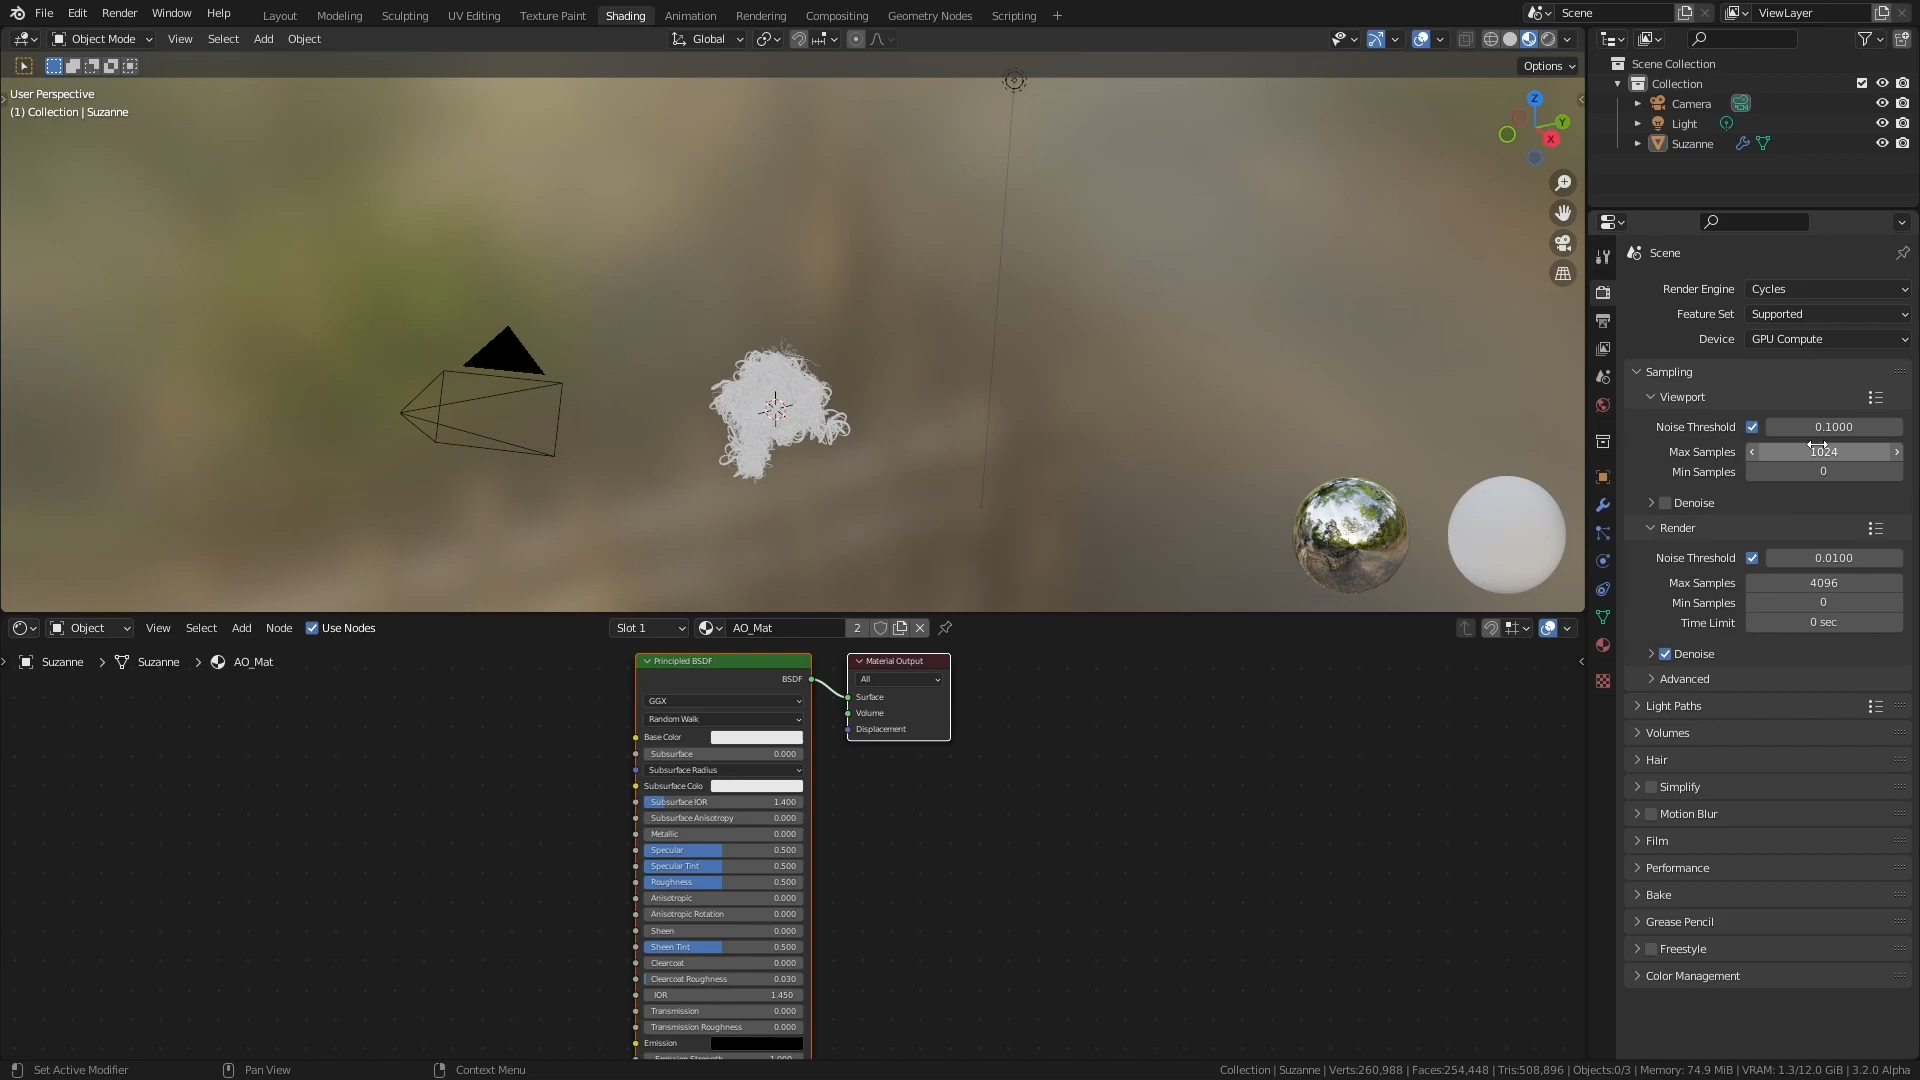 File Edit Render Window Help Layout Modeling Sculpting UV Editing Texture Paint Shading Animation Rendering Compositing Geometry Nodes Scripting Scene ViewLayer
Object Mode View Select Add Object Global
Options
User Perspective
(1) Collection | Suzanne
Z
Y
X
Scene Collection
Collection
Camera
Light
Suzanne
Scene
Render Engine Cycles
Feature Set Supported
Device GPU Compute
Sampling
Viewport
Noise Threshold 0.1000
Max Samples 1024
Min Samples 0
Denoise
Render
Noise Threshold 0.0100
Max Samples 4096
Min Samples 0
Time Limit 0 sec
Denoise
Advanced
Light Paths
Volumes
Hair
Simplify
Motion Blur
Film
Performance
Bake
Grease Pencil
Freestyle
Color Management
Object View Select Add Node Use Nodes Slot 1 AO_Mat 2
Suzanne Suzanne AO_Mat
Principled BSDF
BSDF
GGX
Random Walk
Base Color
Subsurface 0.000
Subsurface Radius
Subsurface Colo
Subsurface IOR 1.400
Subsurface Anisotropy 0.000
Metallic 0.000
Specular 0.500
Specular Tint 0.500
Roughness 0.500
Anisotropic 0.000
Anisotropic Rotation 0.000
Sheen 0.000
Sheen Tint 0.500
Clearcoat 0.000
Clearcoat Roughness 0.030
IOR 1.450
Transmission 0.000
Transmission Roughness 0.000
Emission
Emission Strength 1.000
Material Output
All
Surface
Volume
Displacement
Set Active Modifier Pan View Context Menu Collection | Suzanne | Verts:260,988 | Faces:254,448 | Tris:508,896 | Objects:0/3 | Memory: 74.9 MiB | VRAM: 1.3/12.0 GiB | 3.2.0 Alpha